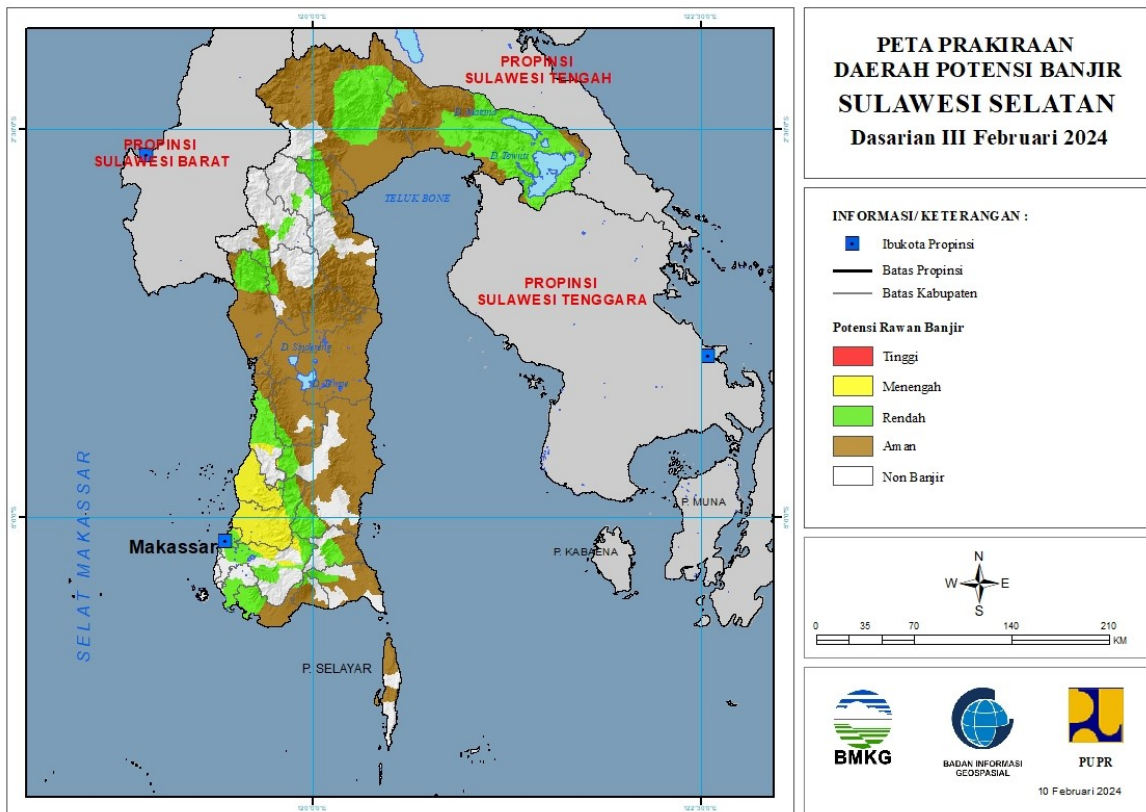 PETA PRAKIRAAN
DAERAH POTENSI BANJIR
SULAWESI SELATAN
Dasarian III Februari 2024
INFORMASI/ KETERANGAN :
Ibukota Propinsi
Batas Propinsi
Batas Kabupaten
Potensi Rawan Banjir
Tinggi
Menengah
Rendah
Aman
Non Banjir
N
W E
S
0 35 70 140 210
KM
BMKG
BADAN INFORMASI
GEOSPASIAL
PUPR
10 Februari 2024
PROPINSI
SULAWESI TENGAH
PROPINSI
SULAWESI BARAT
D. Towuti
TELUK BONE
PROPINSI
SULAWESI TENGGARA
SELAT MAKASSAR
Makassar
P. MUNA
P. KABAENA
P. SELAYAR